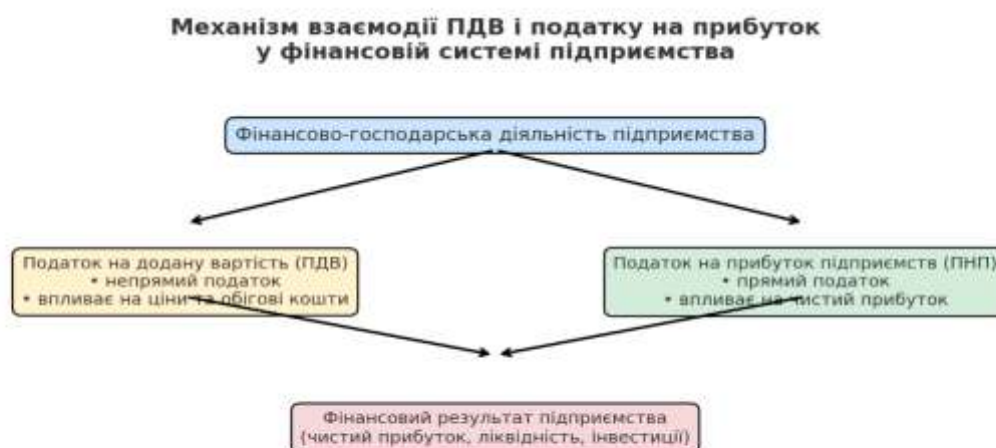 Механізм взаємодії ПДВ і податку на прибуток
у фінансовій системі підприємства
Фінансово-господарська діяльність підприємства
Податок на додану вартість (ПДВ)
• непрямий податок
• впливає на ціни та обігові кошти
Податок на прибуток підприємств (ПНП)
• прямий податок
• впливає на чистий прибуток
Фінансовий результат підприємства
(чистий прибуток, ліквідність, інвестиції)